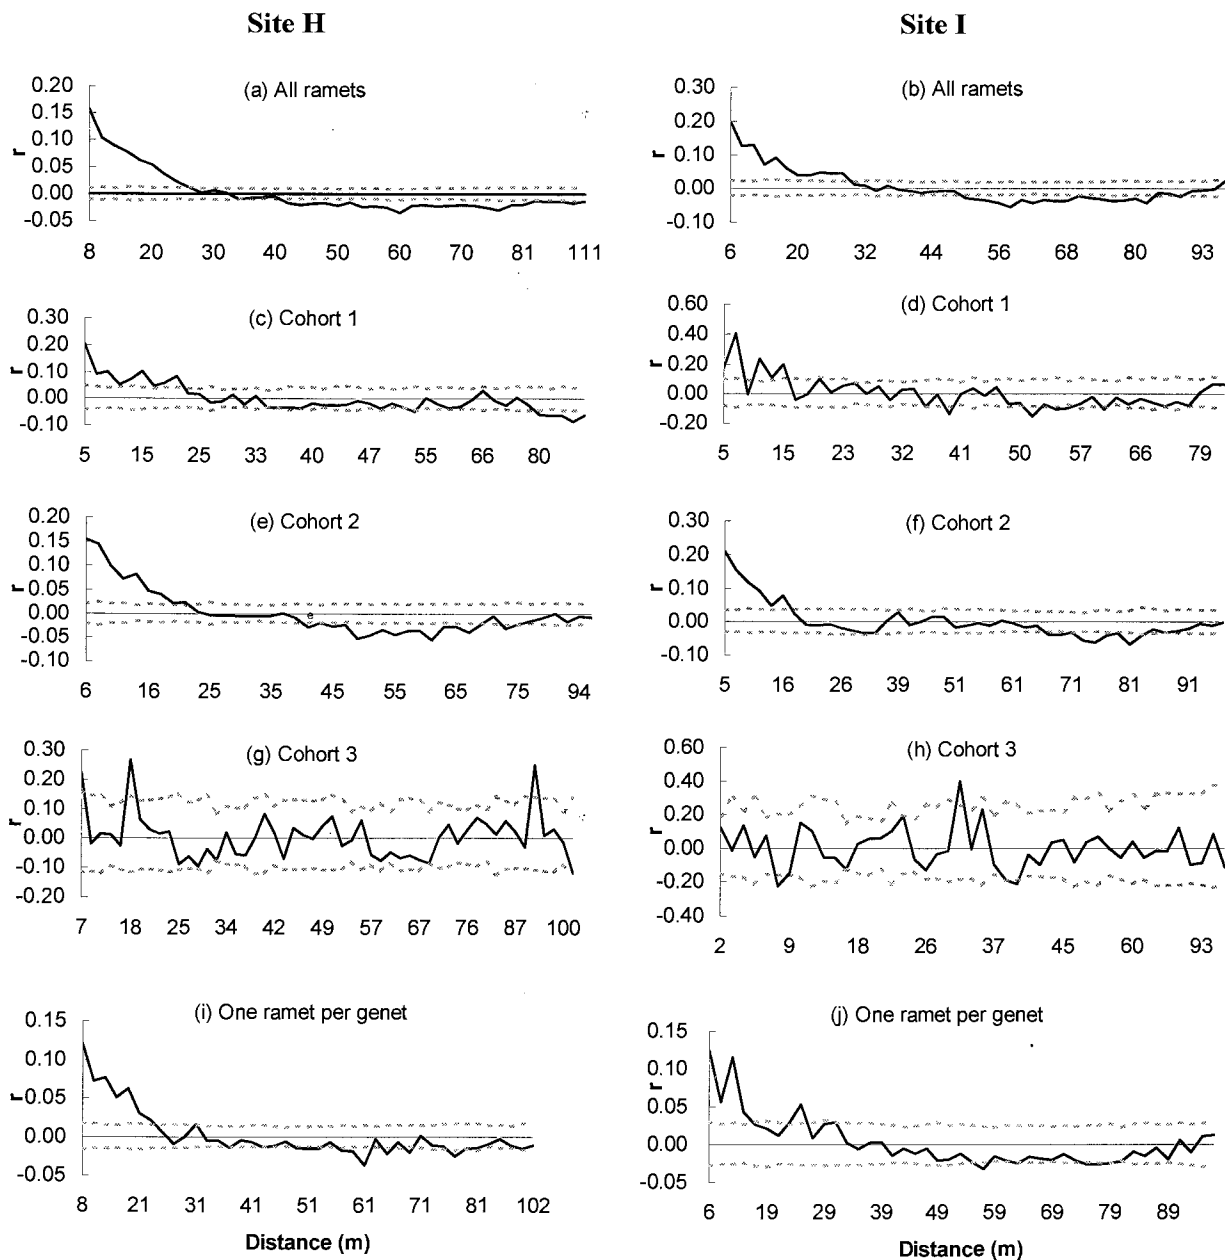 Site H
Site I
(a) All ramets
0.20
0.15
0.10
0.05
0.00
-0.05
r
8 20 30 40 50 60 70 81 111
(b) All ramets
0.30
0.20
0.10
0.00
-0.10
r
6 20 32 44 56 68 80 93
(c) Cohort 1
0.30
0.20
0.10
0.00
-0.10
r
5 15 25 33 40 47 55 66 80
(d) Cohort 1
0.60
0.40
0.20
0.00
-0.20
r
5 15 23 32 41 50 57 66 79
(e) Cohort 2
0.20
0.15
0.10
0.05
0.00
-0.05
-0.10
r
e
6 16 25 35 45 55 65 75 94
(f) Cohort 2
0.30
0.20
0.10
0.00
-0.10
r
5 16 26 39 51 61 71 81 91
(g) Cohort 3
0.30
0.20
0.10
0.00
-0.10
-0.20
r
7 18 25 34 42 49 57 67 76 87 100
(h) Cohort 3
0.60
0.40
0.20
0.00
-0.20
-0.40
r
2 9 18 26 37 45 60 93
(i) One ramet per genet
0.15
0.10
0.05
0.00
-0.05
r
8 21 31 41 51 61 71 81 102
Distance (m)
(j) One ramet per genet
0.15
0.10
0.05
0.00
-0.05
r
6 19 29 39 49 59 69 79 89
Distance (m)